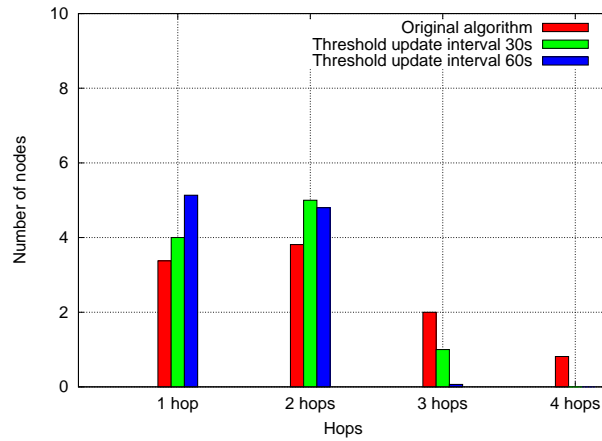 Original algorithm
Threshold update interval 30s
Threshold update interval 60s
Number of nodes
10
8
6
4
2
0
1 hop 2 hops 3 hops 4 hops
Hops